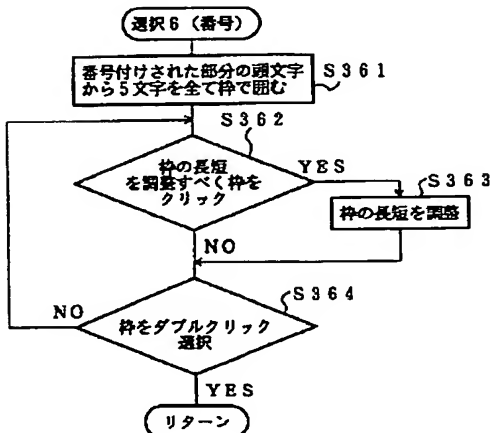 選択6（番号）
番号付けされた部分の頭文字
から5文字を全て枠で囲む
S361
S362
枠の長短
を調整すべく枠を
クリック
YES
S363
枠の長短を調整
NO
S364
NO
枠をダブルクリック
選択
YES
リターン